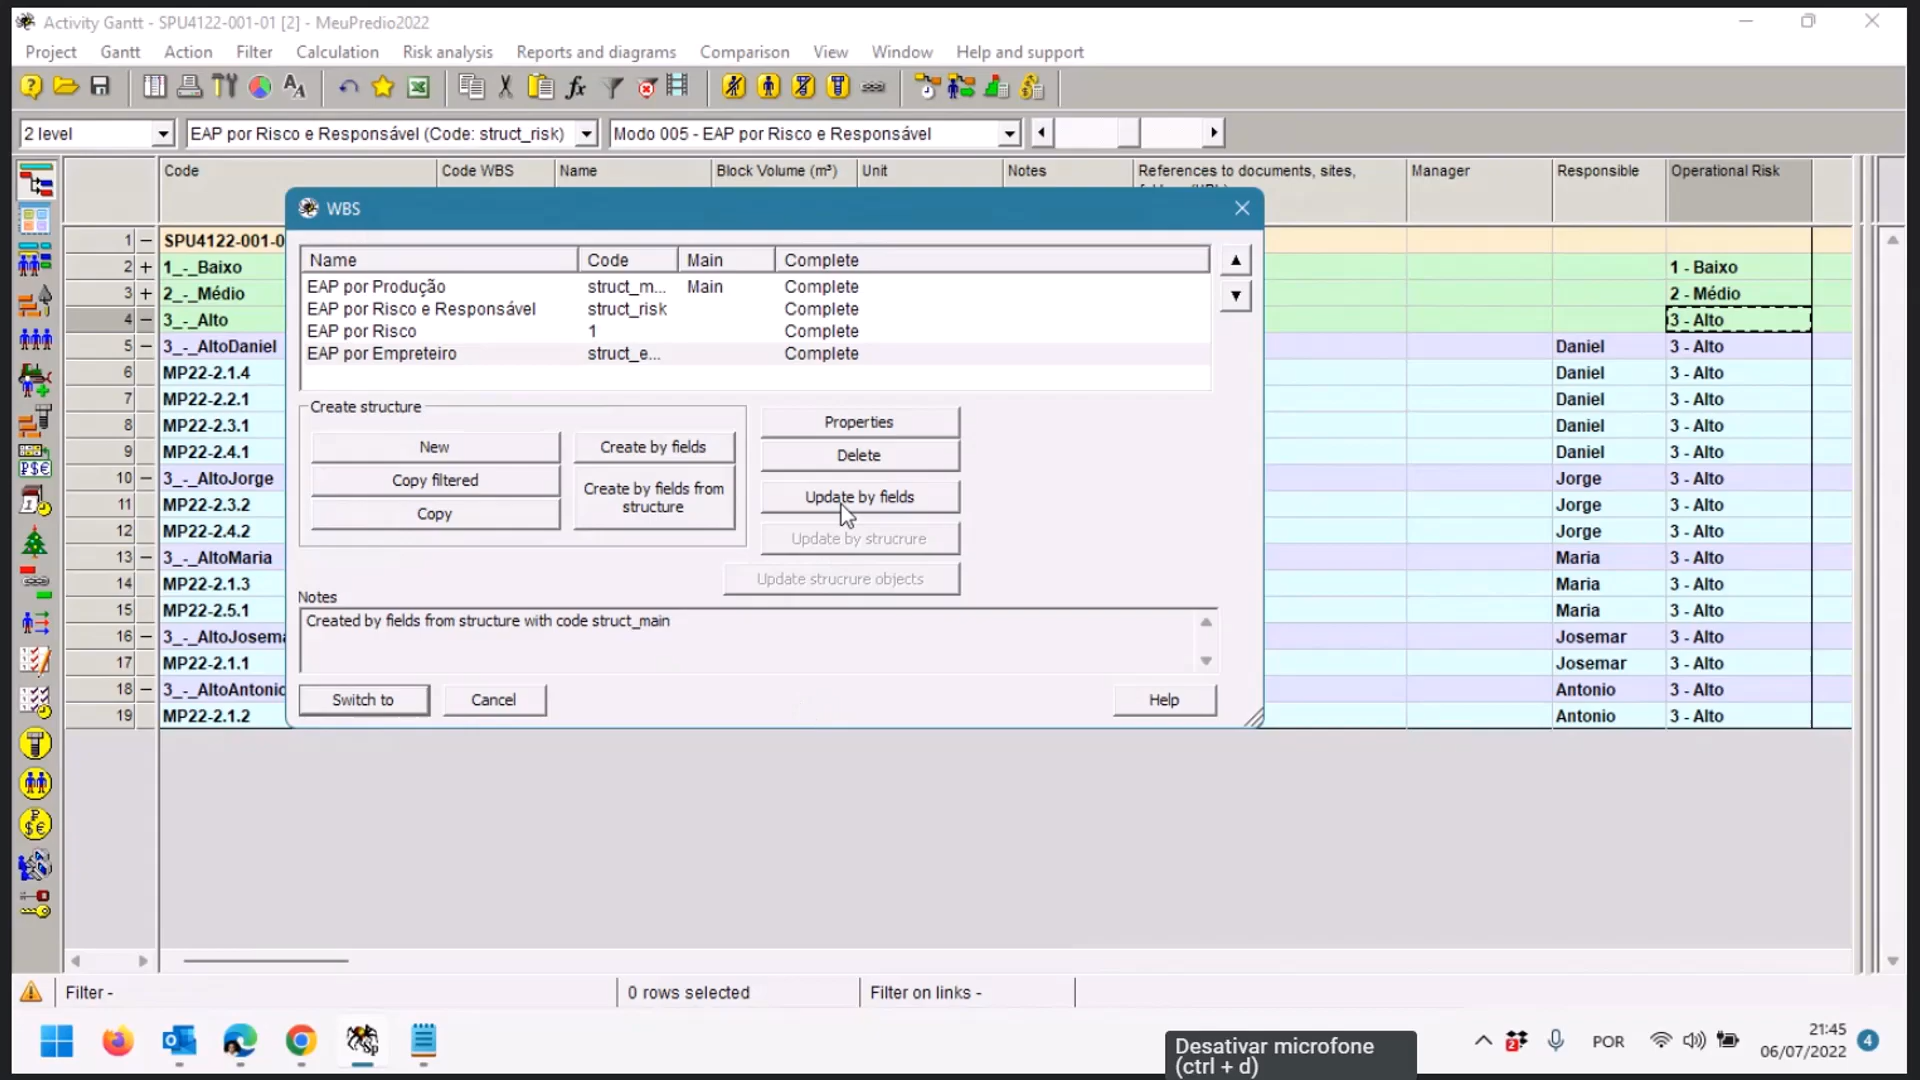 Activity Gantt - SPU4122-001-01 [2] - MeuPredio2022
Project Gantt Action Filter Calculation Risk analysis Reports and diagrams Comparison View Window Help and support
2 level EAP por Risco e Responsável (Code: struct_risk) Modo 005 - EAP por Risco e Responsável
Code Code WBS Name Block Volume (m³) Unit Notes References to documents, sites, Manager Responsible Operational Risk
WBS
Name Code Main Complete
EAP por Produção struct_m... Main Complete
EAP por Risco e Responsável struct_risk Complete
EAP por Risco 1 Complete
EAP por Empreteiro struct_e... Complete
Create structure
New
Copy filtered
Copy
Create by fields
Create by fields from
structure
Properties
Delete
Update by fields
Update by strucrure
Update strucrure objects
Notes
Created by fields from structure with code struct_main
Switch to Cancel Help
1 SPU4122-001-0
2 + 1_-_Baixo 1 - Baixo
3 + 2_-_Médio 2 - Médio
4 - 3_-_Alto 3 - Alto
5 - 3_-_AltoDaniel Daniel 3 - Alto
6 MP22-2.1.4 Daniel 3 - Alto
7 MP22-2.2.1 Daniel 3 - Alto
8 MP22-2.3.1 Daniel 3 - Alto
9 MP22-2.4.1 Daniel 3 - Alto
10 - 3_-_AltoJorge Jorge 3 - Alto
11 MP22-2.3.2 Jorge 3 - Alto
12 MP22-2.4.2 Jorge 3 - Alto
13 - 3_-_AltoMaria Maria 3 - Alto
14 MP22-2.1.3 Maria 3 - Alto
15 MP22-2.5.1 Maria 3 - Alto
16 - 3_-_AltoJosema Josemar 3 - Alto
17 MP22-2.1.1 Josemar 3 - Alto
18 - 3_-_AltoAntonio Antonio 3 - Alto
19 MP22-2.1.2 Antonio 3 - Alto
Filter - 0 rows selected Filter on links -
Desativar microfone
(ctrl + d)
2
POR
21:45
06/07/2022
4